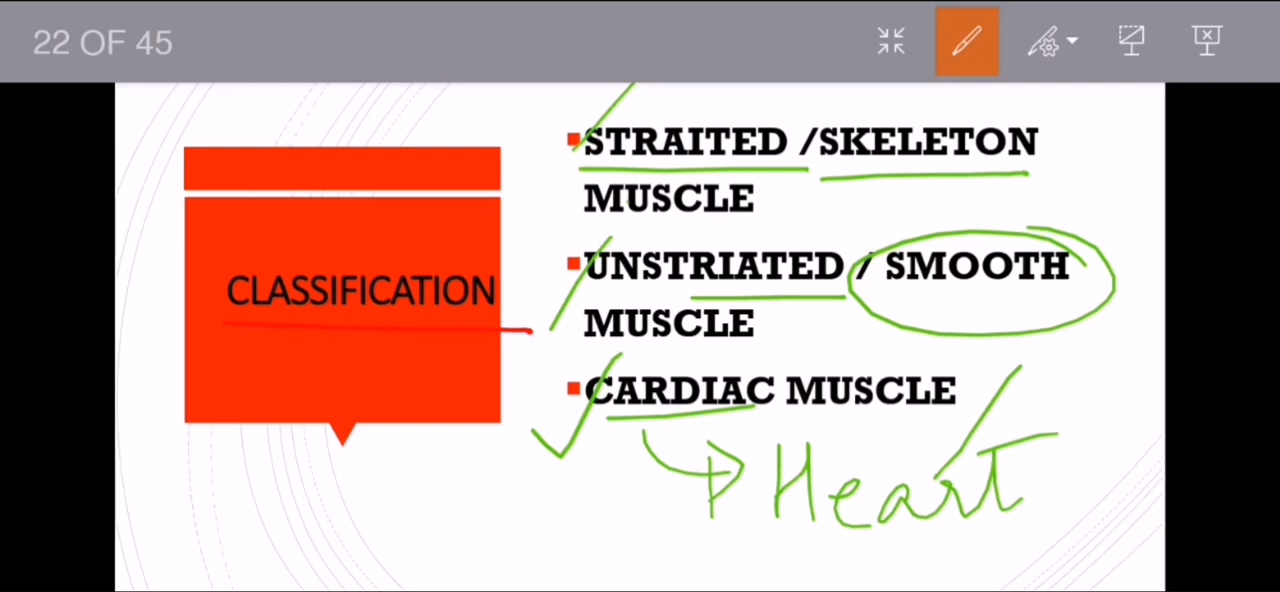 22 OF 45
CLASSIFICATION
STRAITED /SKELETON
MUSCLE
UNSTRIATED / SMOOTH
MUSCLE
CARDIAC MUSCLE
Heart